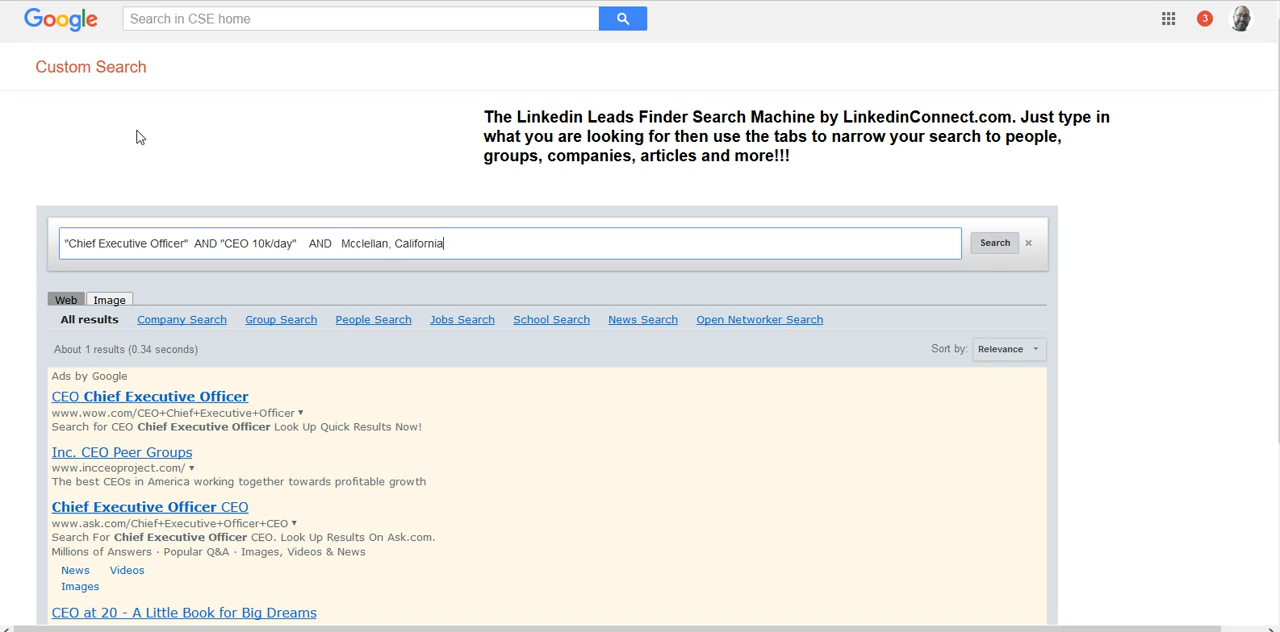 Google
Search in CSE home
3
Custom Search
The Linkedin Leads Finder Search Machine by LinkedinConnect.com. Just type in
what you are looking for then use the tabs to narrow your search to people,
groups, companies, articles and more!!!
"Chief Executive Officer"  AND "CEO 10k/day"    AND   Mcclellan, California
Search ×
Web Image
All results Company Search Group Search People Search Jobs Search School Search News Search Open Networker Search
About 1 results (0.34 seconds) Sort by: Relevance
Ads by Google
CEO Chief Executive Officer
www.wow.com/CEO+Chief+Executive+Officer
Search for CEO Chief Executive Officer Look Up Quick Results Now!
Inc. CEO Peer Groups
www.incceoproject.com/
The best CEOs in America working together towards profitable growth
Chief Executive Officer CEO
www.ask.com/Chief+Executive+Officer+CEO
Search For Chief Executive Officer CEO. Look Up Results On Ask.com.
Millions of Answers · Popular Q&A · Images, Videos & News
News Videos
Images
CEO at 20 - A Little Book for Big Dreams